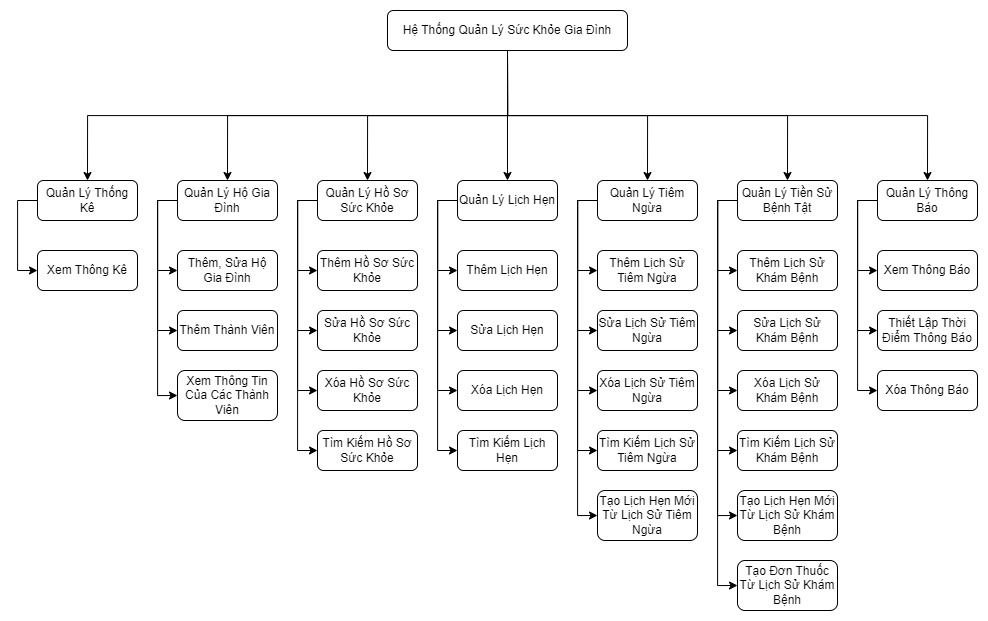 Hệ Thống Quản Lý Sức Khỏe Gia Đình
Quản Lý Thống
Kê
Xem Thông Kê
Quản Lý Hộ Gia
Đình
Thêm, Sửa Hộ
Gia Đình
Thêm Thành Viên
Xem Thông Tin
Của Các Thành
Viên
Quản Lý Hồ Sơ
Sức Khỏe
Thêm Hồ Sơ Sức
Khỏe
Sửa Hồ Sơ Sức
Khỏe
Xóa Hồ Sơ Sức
Khỏe
Tìm Kiếm Hồ Sơ
Sức Khỏe
Quản Lý Lịch Hẹn
Thêm Lịch Hẹn
Sửa Lịch Hẹn
Xóa Lịch Hẹn
Tìm Kiếm Lịch
Hẹn
Quản Lý Tiêm
Ngừa
Thêm Lịch Sử
Tiêm Ngừa
Sửa Lịch Sử Tiêm
Ngừa
Xóa Lịch Sử Tiêm
Ngừa
Tìm Kiếm Lịch Sử
Tiêm Ngừa
Tạo Lịch Hẹn Mới
Từ Lịch Sử Tiêm
Ngừa
Quản Lý Tiền Sử
Bệnh Tật
Thêm Lịch Sử
Khám Bệnh
Sửa Lịch Sử
Khám Bệnh
Xóa Lịch Sử
Khám Bệnh
Tìm Kiếm Lịch Sử
Khám Bệnh
Tạo Lịch Hẹn Mới
Từ Lịch Sử Khám
Bệnh
Tạo Đơn Thuốc
Từ Lịch Sử Khám
Bệnh
Quản Lý Thông
Báo
Xem Thông Báo
Thiết Lập Thời
Điểm Thông Báo
Xóa Thông Báo